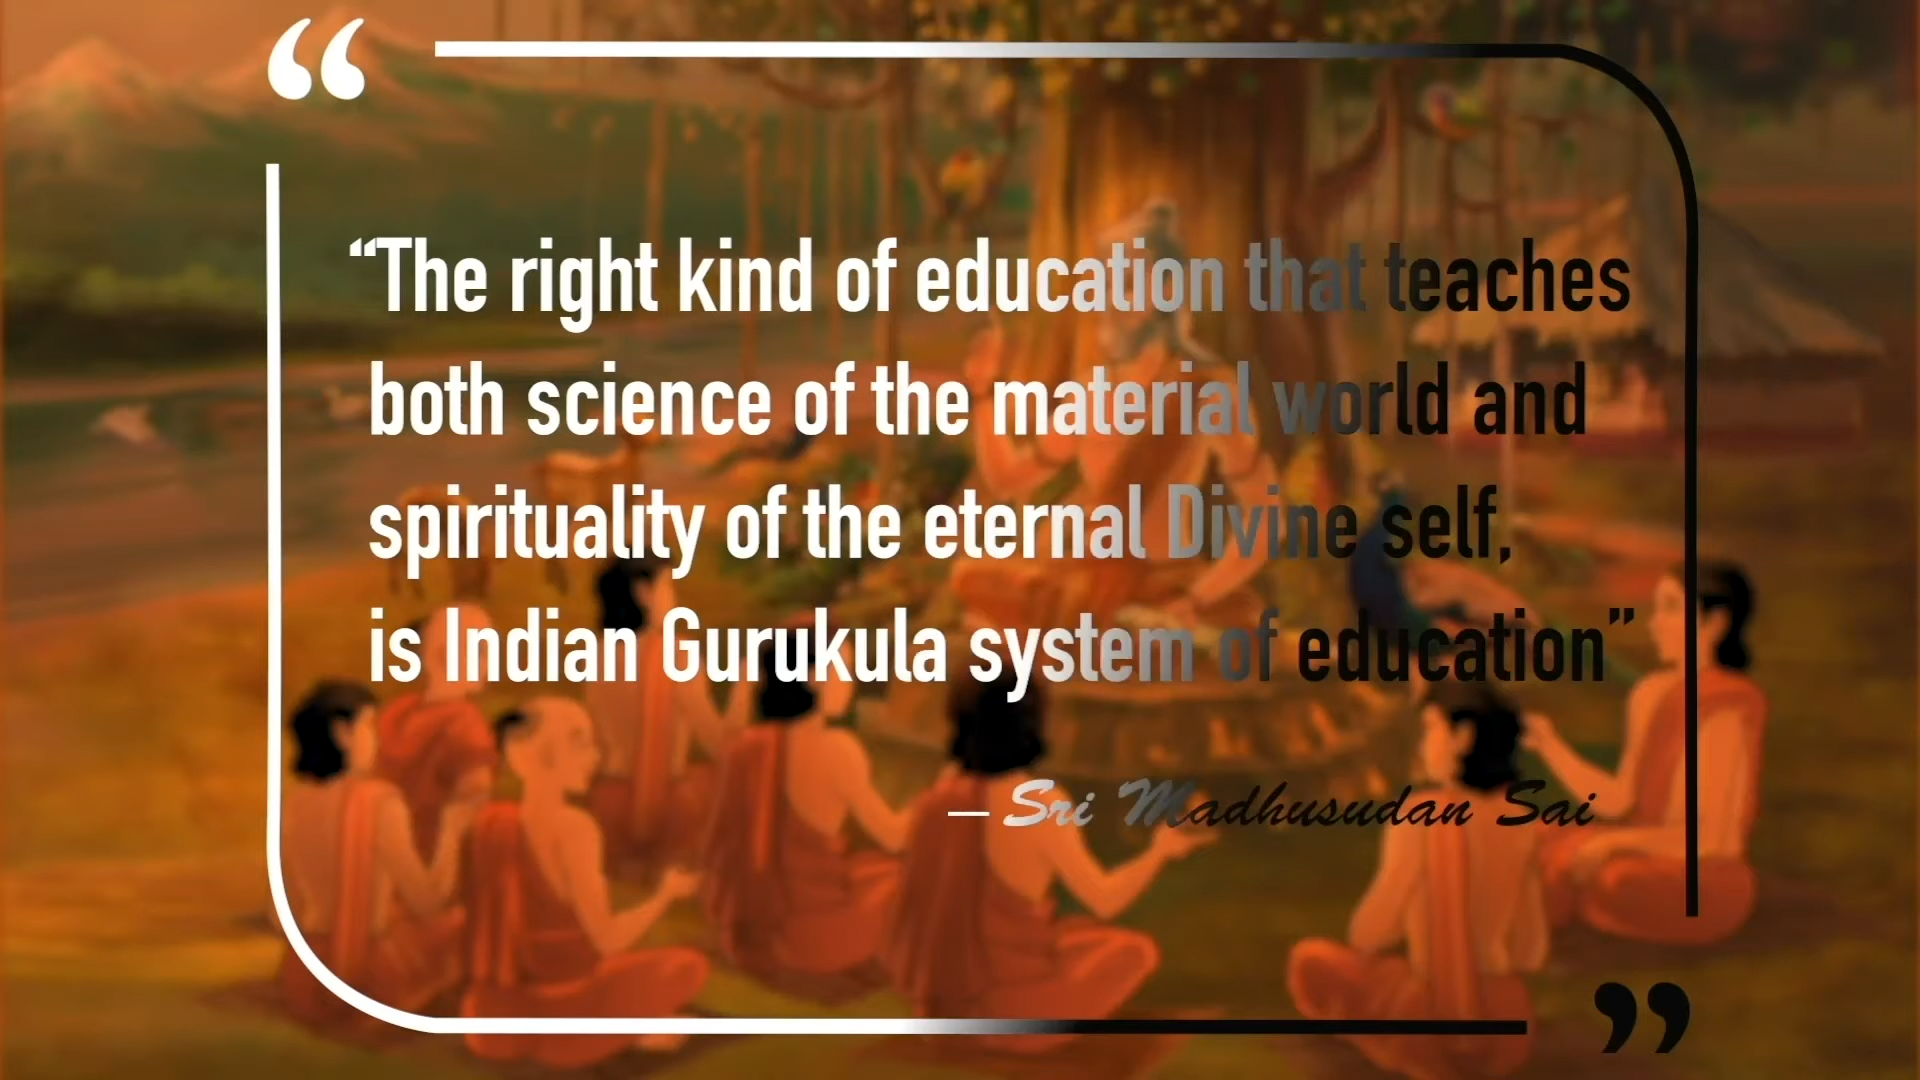 “The right kind of education that teaches
both science of the material world and
spirituality of the eternal Divine self,
is Indian Gurukula system of education”
— Sri Madhusudan Sai